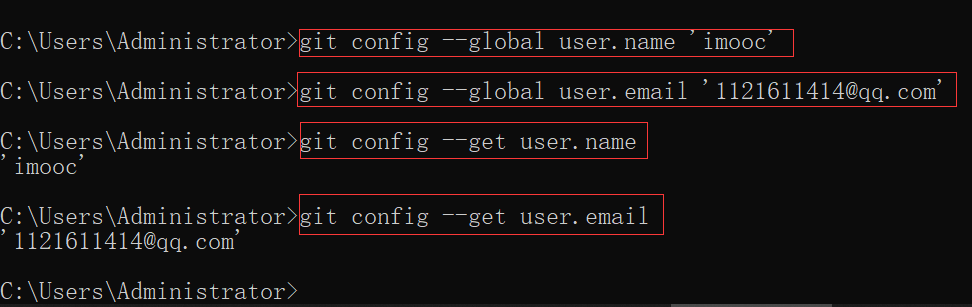 C:\Users\Administrator>git config --global user.name 'imooc'
C:\Users\Administrator>git config --global user.email '1121611414@qq.com'
C:\Users\Administrator>git config --get user.name
'imooc'
C:\Users\Administrator>git config --get user.email
'1121611414@qq.com'
C:\Users\Administrator>